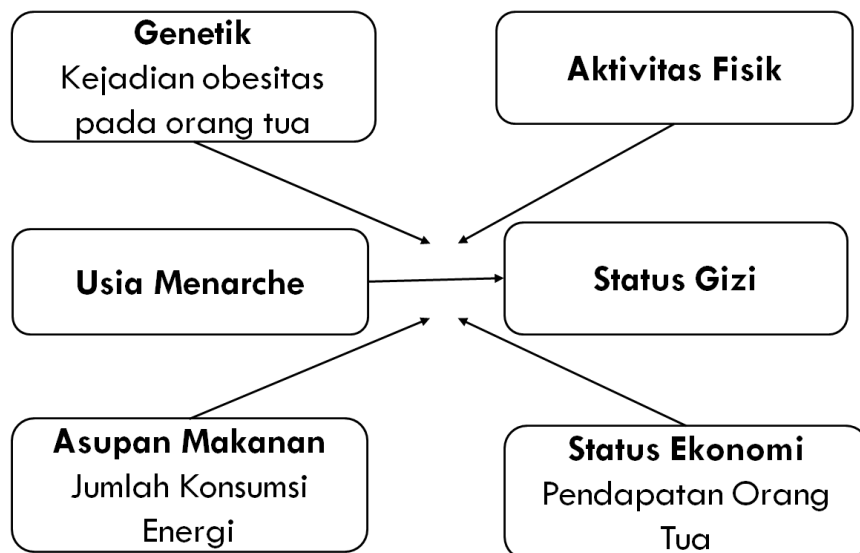 Genetik
Kejadian obesitas
pada orang tua
Aktivitas Fisik
Usia Menarche
Status Gizi
Asupan Makanan
Jumlah Konsumsi
Energi
Status Ekonomi
Pendapatan Orang
Tua